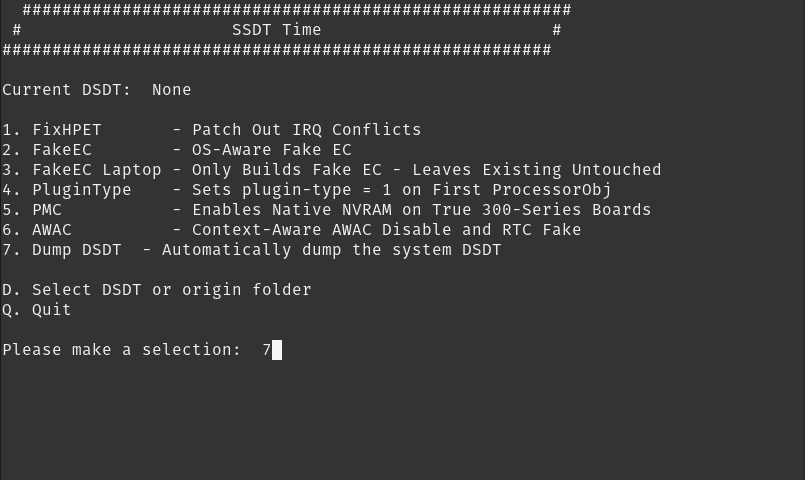 #######################################################
#                     SSDT Time                       #
#######################################################
Current DSDT:  None
1. FixHPET       - Patch Out IRQ Conflicts
2. FakeEC        - OS-Aware Fake EC
3. FakeEC Laptop - Only Builds Fake EC - Leaves Existing Untouched
4. PluginType    - Sets plugin-type = 1 on First ProcessorObj
5. PMC           - Enables Native NVRAM on True 300-Series Boards
6. AWAC          - Context-Aware AWAC Disable and RTC Fake
7. Dump DSDT  - Automatically dump the system DSDT
D. Select DSDT or origin folder
Q. Quit
Please make a selection:  7